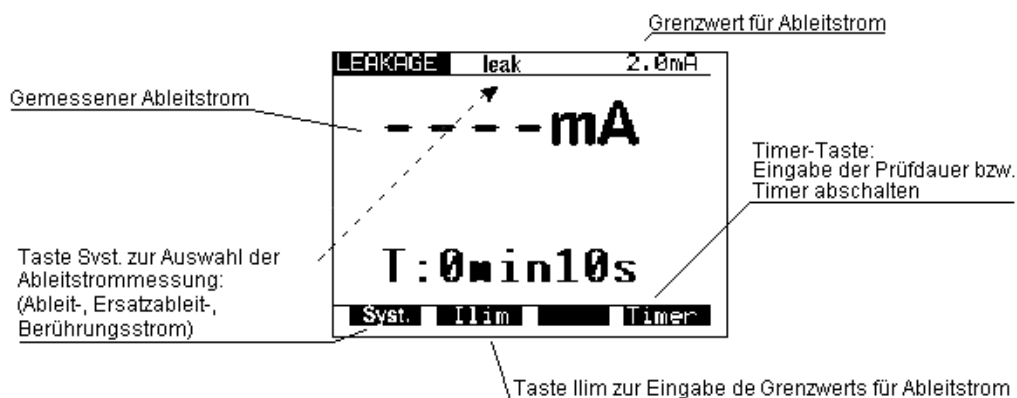 Grenzwert für Ableitstrom
LEAKAGE leak 2.0mA
Gemessener Ableitstrom
- - - - mA
Timer-Taste:
Eingabe der Prüfdauer bzw.
Timer abschalten
Taste Syst. zur Auswahl der
Ableitstrommessung:
(Ableit-, Ersatzableit-,
Berührungsstrom)
T:0min10s
Syst. Ilim Timer
Taste Ilim zur Eingabe de Grenzwerts für Ableitstrom